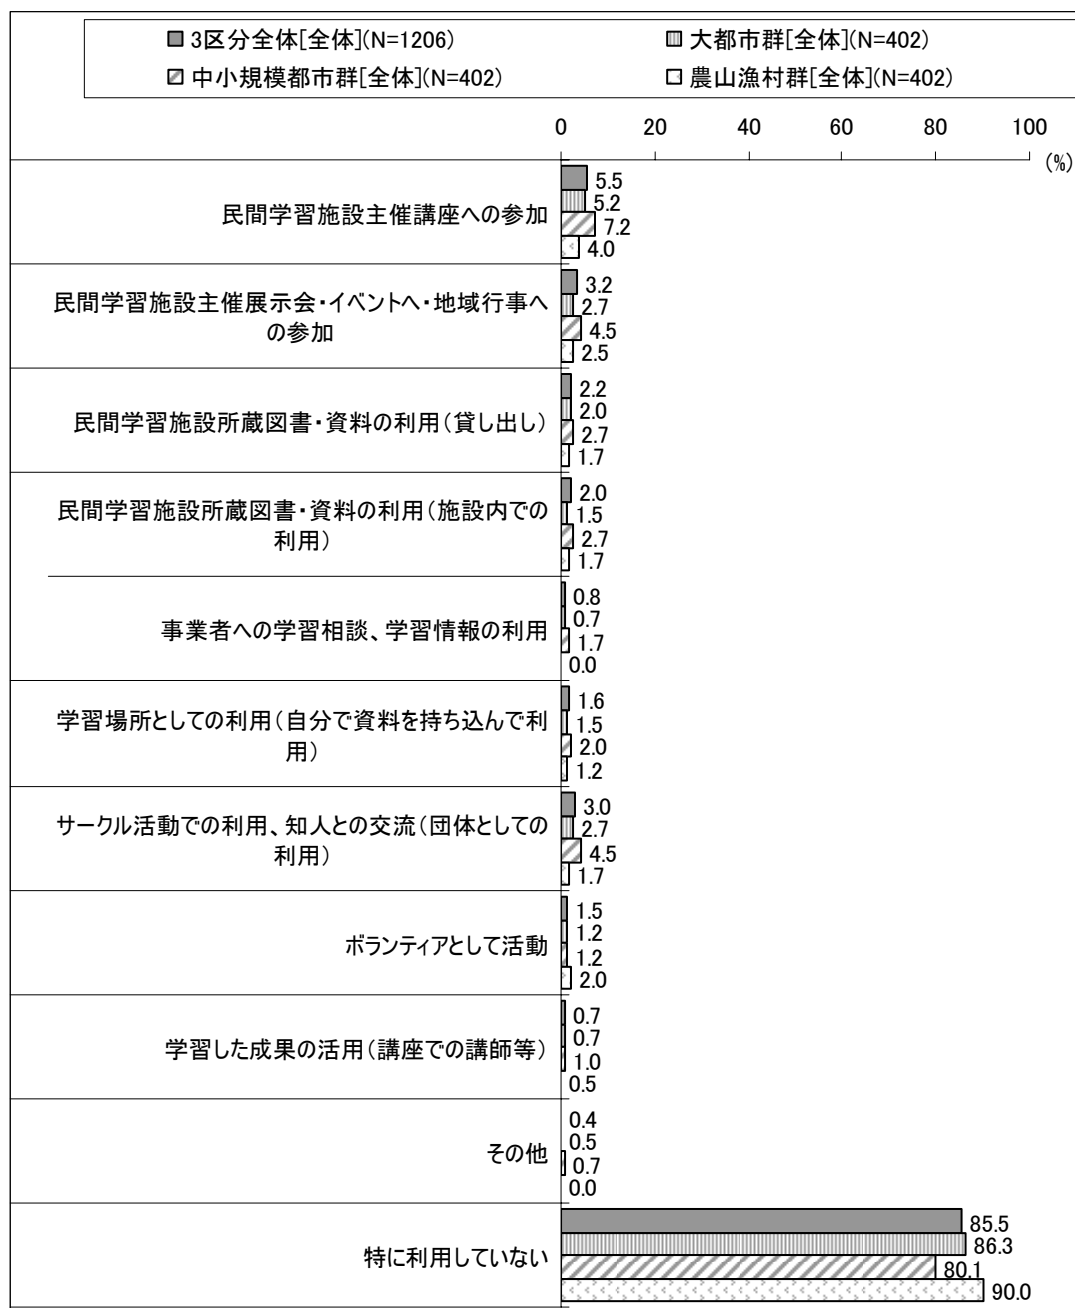 3区分全体[全体](N=1206)
大都市群[全体](N=402)
中小規模都市群[全体](N=402)
農山漁村群[全体](N=402)
0 20 40 60 80 100
(%)
民間学習施設主催講座への参加
5.5
5.2
7.2
4.0
民間学習施設主催展示会・イベントへ・地域行事へ
の参加
3.2
2.7
4.5
2.5
民間学習施設所蔵図書・資料の利用(貸し出し)
2.2
2.0
2.7
1.7
民間学習施設所蔵図書・資料の利用(施設内での
利用)
2.0
1.5
2.7
1.7
事業者への学習相談、学習情報の利用
0.8
0.7
1.7
0.0
学習場所としての利用(自分で資料を持ち込んで利
用)
1.6
1.5
2.0
1.2
サークル活動での利用、知人との交流(団体としての
利用)
3.0
2.7
4.5
1.7
ボランティアとして活動
1.5
1.2
1.2
2.0
学習した成果の活用(講座での講師等)
0.7
0.7
1.0
0.5
その他
0.4
0.5
0.7
0.0
特に利用していない
85.5
86.3
80.1
90.0